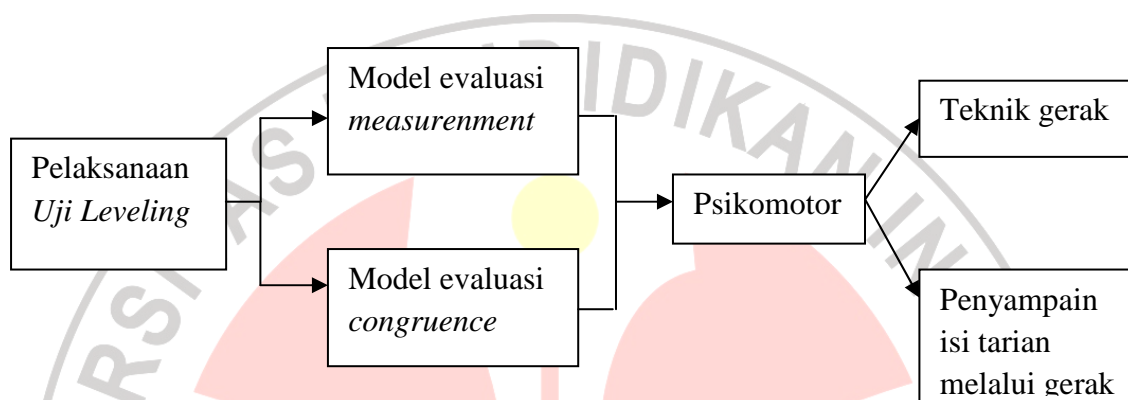 Pelaksanaan
Uji Leveling
Model evaluasi
measurenment
Model evaluasi
congruence
Psikomotor
Teknik gerak
Penyampain
isi tarian
melalui gerak